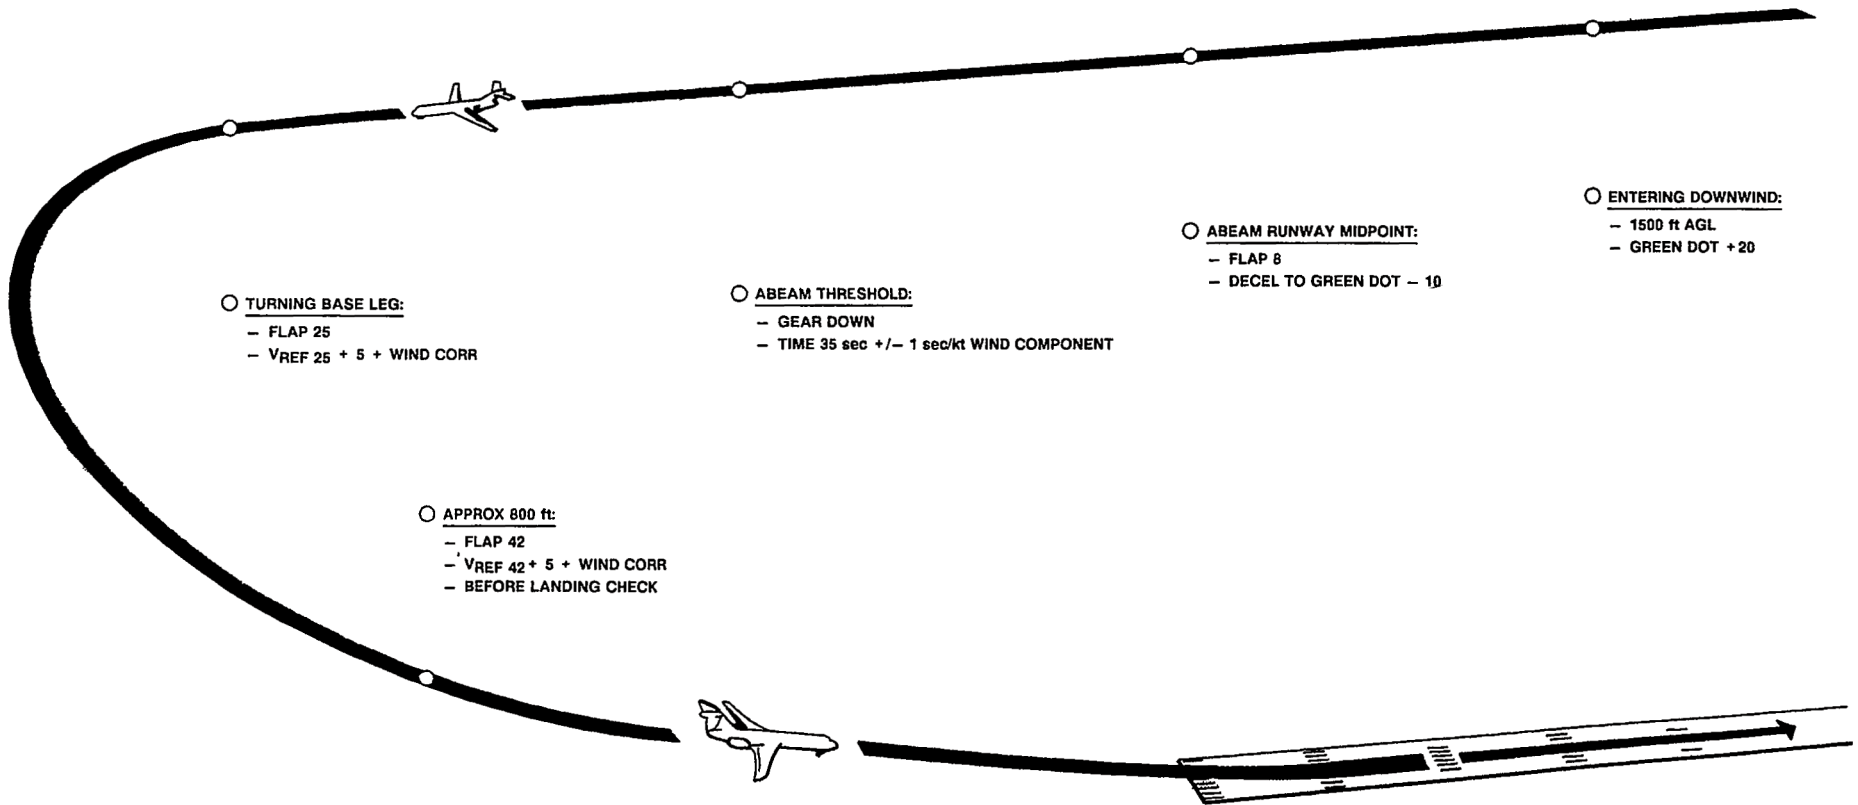 ENTERING DOWNWIND:
– 1500 ft AGL
– GREEN DOT +20
ABEAM RUNWAY MIDPOINT:
– FLAP 8
– DECEL TO GREEN DOT – 10
ABEAM THRESHOLD:
– GEAR DOWN
– TIME 35 sec +/– 1 sec/kt WIND COMPONENT
TURNING BASE LEG:
– FLAP 25
– VREF 25 + 5 + WIND CORR
APPROX 800 ft:
– FLAP 42
– VREF 42 + 5 + WIND CORR
– BEFORE LANDING CHECK